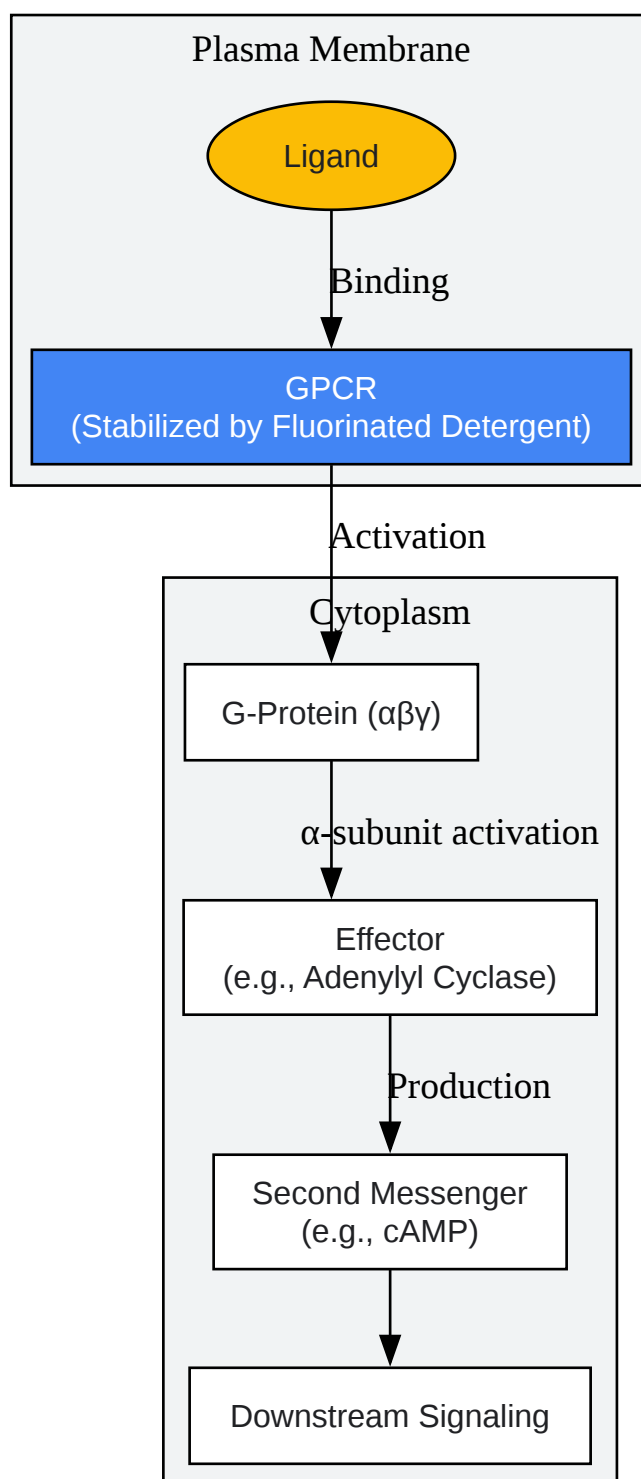 Plasma Membrane
Ligand
Binding
GPCR
(Stabilized by Fluorinated Detergent)
Activation
Cytoplasm
G-Protein (αβγ)
α-subunit activation
Effector
(e.g., Adenylyl Cyclase)
Production
Second Messenger
(e.g., cAMP)
Downstream Signaling